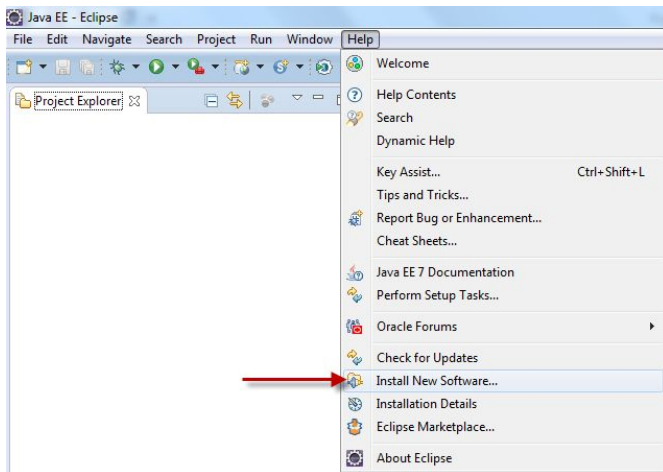 Java EE - Eclipse
File Edit Navigate Search Project Run Window Help
Project Explorer
Welcome
Help Contents
Search
Dynamic Help
Key Assist... Ctrl+Shift+L
Tips and Tricks...
Report Bug or Enhancement...
Cheat Sheets...
Java EE 7 Documentation
Perform Setup Tasks...
Oracle Forums
Check for Updates
Install New Software...
Installation Details
Eclipse Marketplace...
About Eclipse